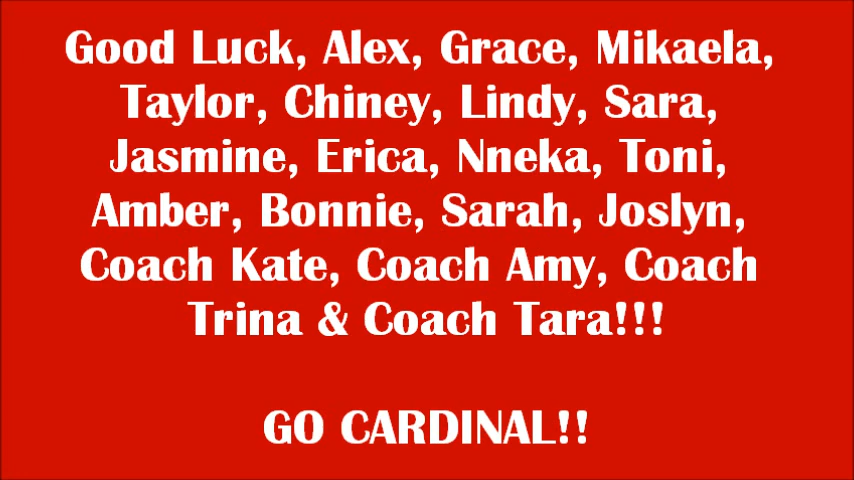 Good Luck, Alex, Grace, Mikaela,
Taylor, Chiney, Lindy, Sara,
Jasmine, Erica, Nneka, Toni,
Amber, Bonnie, Sarah, Joslyn,
Coach Kate, Coach Amy, Coach
Trina & Coach Tara!!!
GO CARDINAL!!